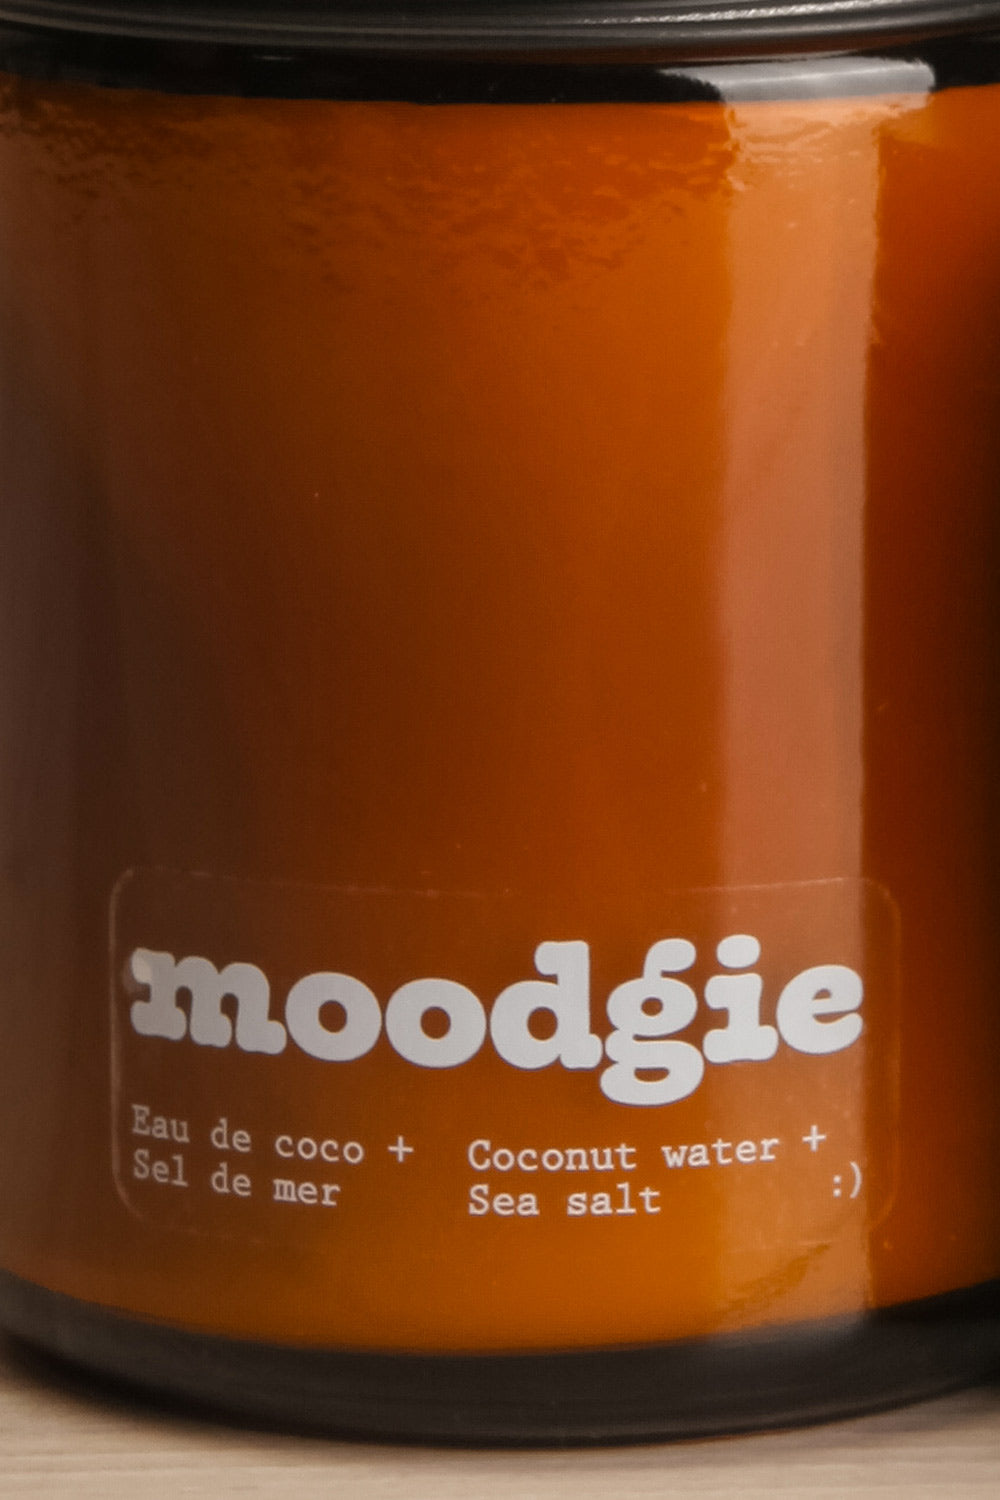 moodgie
Eau de coco +
Sel de mer
Coconut water +
Sea salt
:)